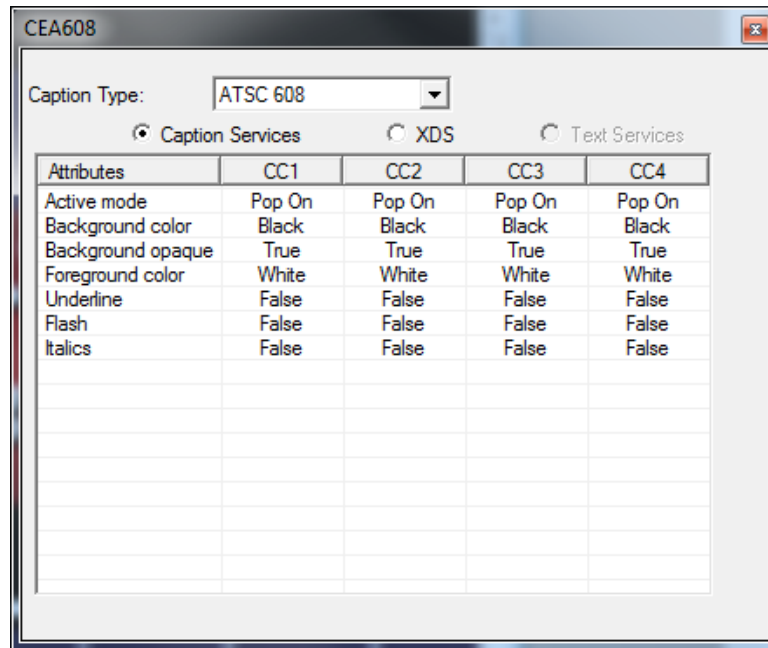 CEA608
Caption Type: ATSC 608
Caption Services XDS Text Services
Attributes CC1 CC2 CC3 CC4
Active mode Pop On Pop On Pop On Pop On
Background color Black Black Black Black
Background opaque True True True True
Foreground color White White White White
Underline False False False False
Flash False False False False
Italics False False False False